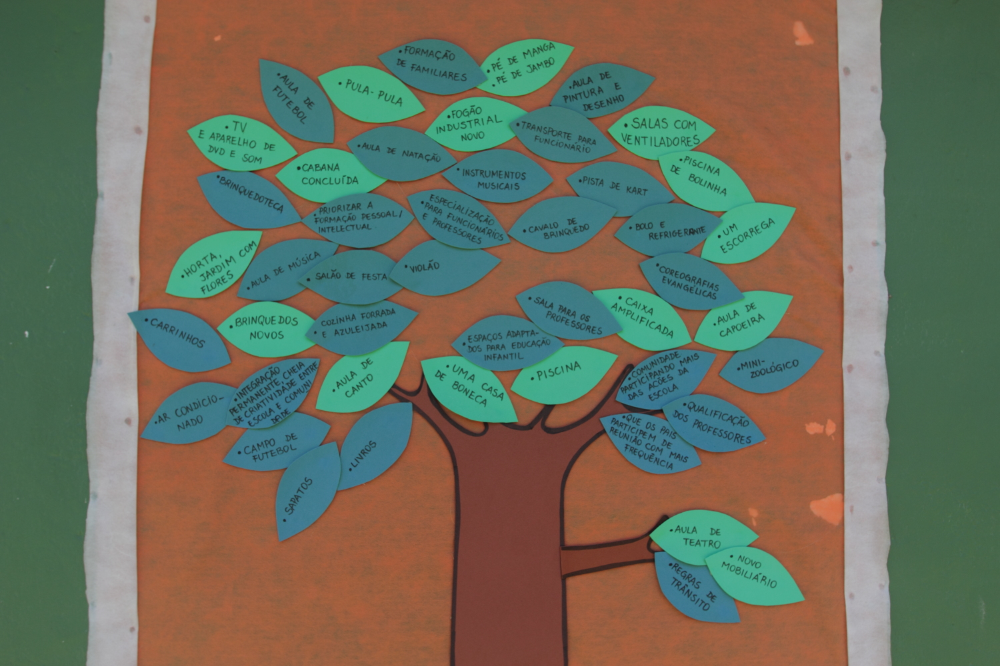 • FORMAÇÃO
DE FAMILIARES
• PÉ DE MANGA
• PÉ DE JAMBO
• AULA DE
FUTEBOL
• PULA-PULA
• AULA DE
PINTURA E
DESENHO
• TV
E APARELHO DE
DVD E SOM
• FOGÃO
INDUSTRIAL
NOVO
• TRANSPORTE PARA
FUNCIONÁRIO
• SALAS COM
VENTILADORES
• AULA DE NATAÇÃO
• CABANA
CONCLUÍDA
• INSTRUMENTOS
MUSICAIS
• PISTA DE KART
• PISCINA
DE BOLINHA
• BRINQUEDOTECA
• PRIORIZAR A
FORMAÇÃO PESSOAL/
INTELECTUAL
ESPECIALIZAÇÃO
• PARA FUNCIONÁRIOS
E PROFESSORES
• CAVALO DE
BRINQUEDO
• BOLO E
REFRIGERANTE
• UM
ESCORREGA
• HORTA,
JARDIM COM
FLORES
• AULA DE MÚSICA
• SALÃO DE FESTA
• VIOLÃO
• COREOGRAFIAS
EVANGÉLICAS
• CARRINHOS
• BRINQUEDOS
NOVOS
COZINHA FORRADA
• E AZULEIJADA
• SALA PARA OS
PROFESSORES
• CAIXA
AMPLIFICADA
• AULA DE
CAPOEIRA
• ESPAÇOS ADAPTA-
DOS PARA EDUCAÇÃO
INFANTIL
• AR CONDICIO-
NADO
• INTEGRAÇÃO
PERMANENTE, CHEIA
DE CRIATIVIDADE ENTRE
ESCOLA E COMUNI
DADE
• AULA DE
CANTO
• UMA CASA
DE BONECA
• PISCINA
• COMUNIDADE
PARTICIPANDO MAIS
DAS AÇÕES DA
ESCOLA
• MINI-
ZOOLÓGICO
• CAMPO DE
FUTEBOL
• LIVROS
• SAPATOS
• QUE OS PAIS
PARTICIPEM DE
REUNIÃO COM MAIS
FREQUÊNCIA
• QUALIFICAÇÃO
DOS PROFESSORES
• AULA DE
TEATRO
• NOVO
MOBILIÁRIO
• REGRAS DE
TRÂNSITO